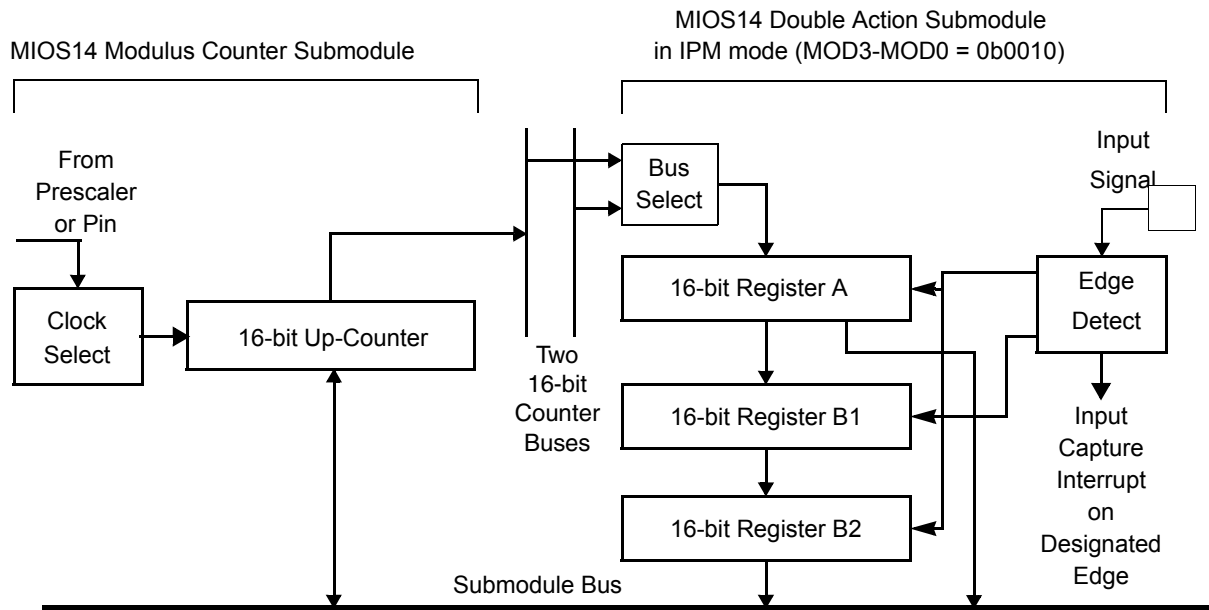 MIOS14 Modulus Counter Submodule
MIOS14 Double Action Submodule
in IPM mode (MOD3-MOD0 = 0b0010)
From
Prescaler
or Pin
Clock
Select
16-bit Up-Counter
Two
16-bit
Counter
Buses
Bus
Select
16-bit Register A
16-bit Register B1
16-bit Register B2
Input
Signal
Edge
Detect
Input
Capture
Interrupt
on
Designated
Edge
Submodule Bus